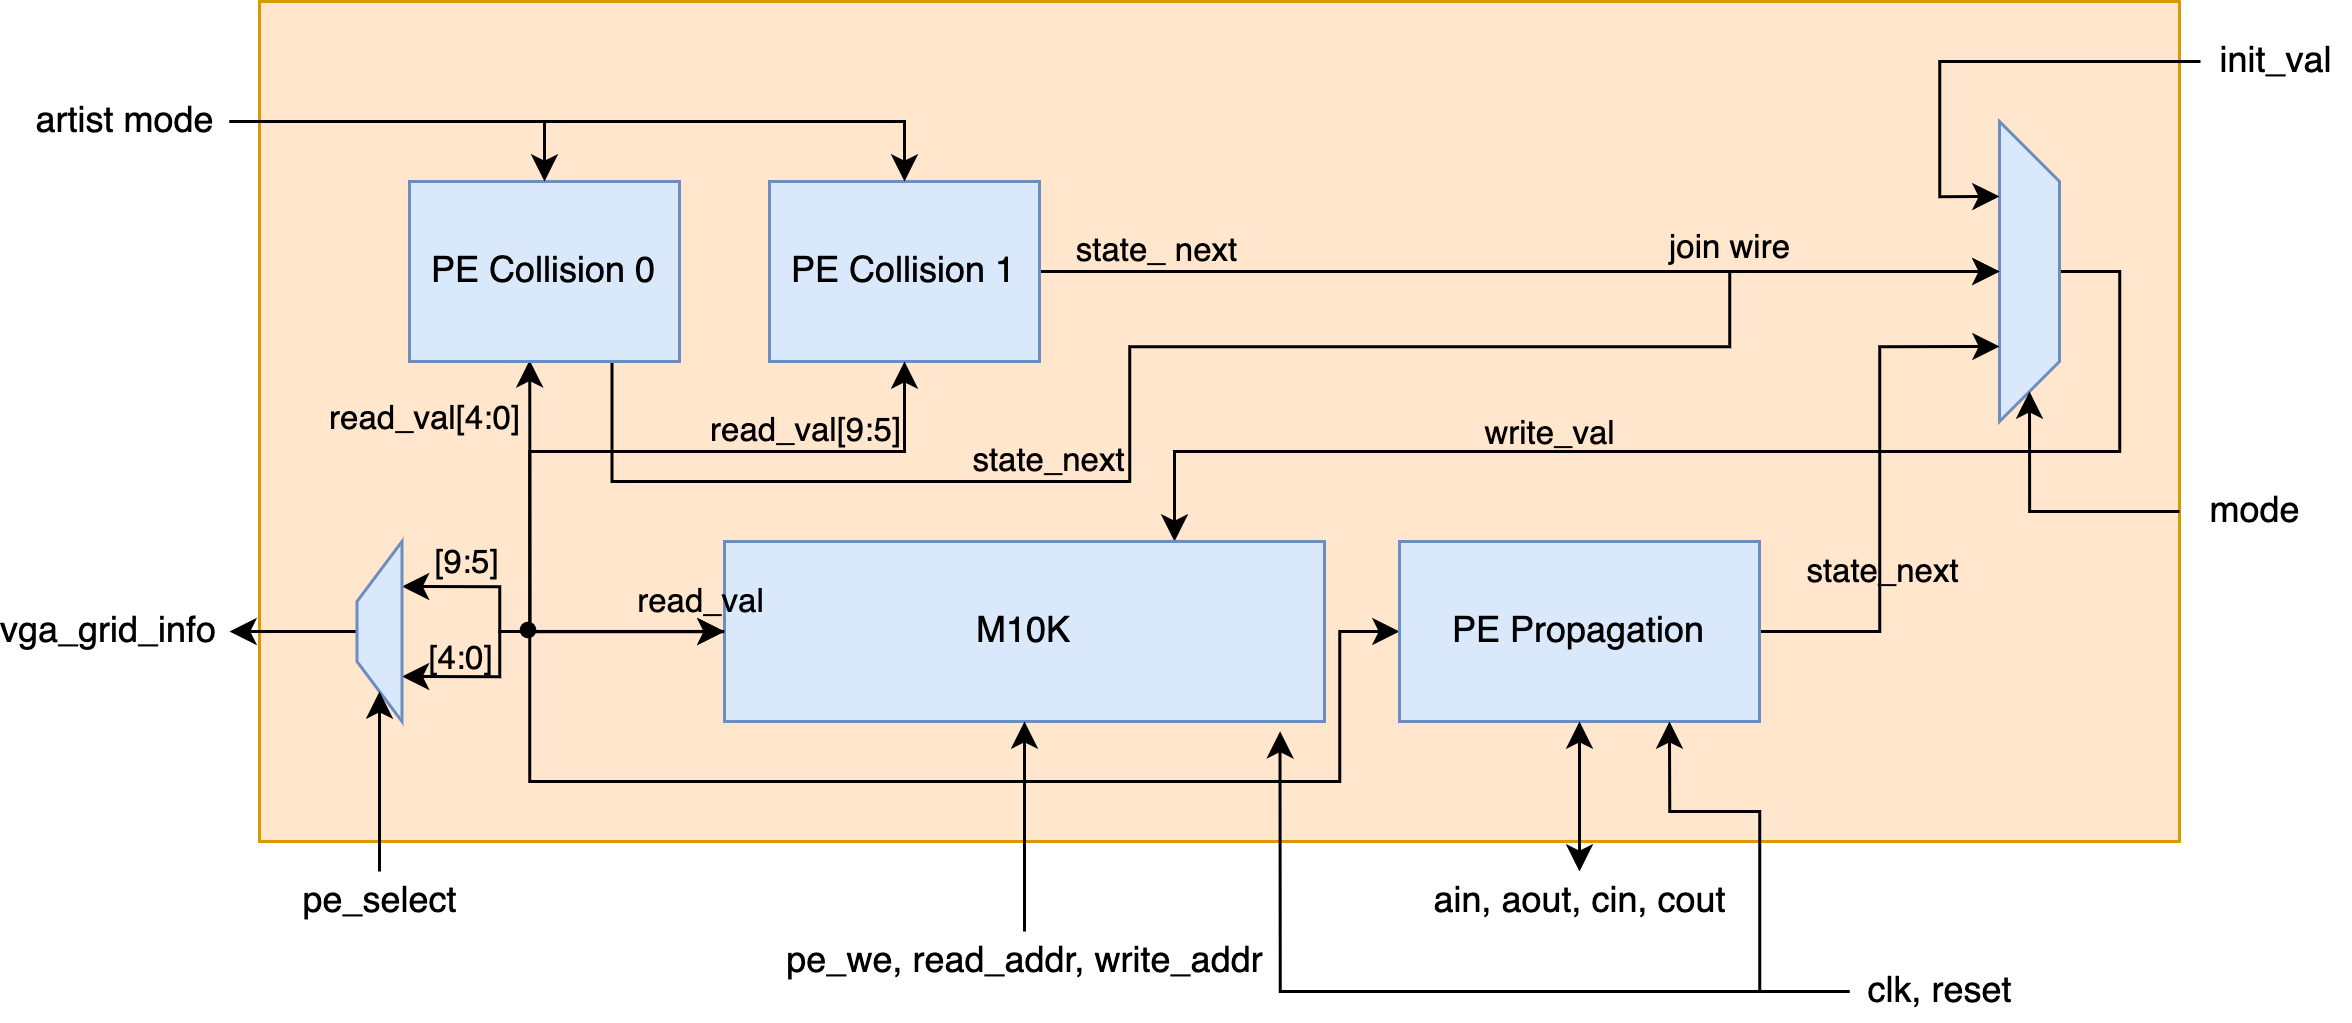 init_val
artist mode
PE Collision 0
PE Collision 1
state_ next
join wire
read_val[4:0]
read_val[9:5]
state_next
write_val
mode
[9:5]
[4:0]
vga_grid_info
read_val
M10K
PE Propagation
state_next
pe_select
ain, aout, cin, cout
pe_we, read_addr, write_addr
clk, reset